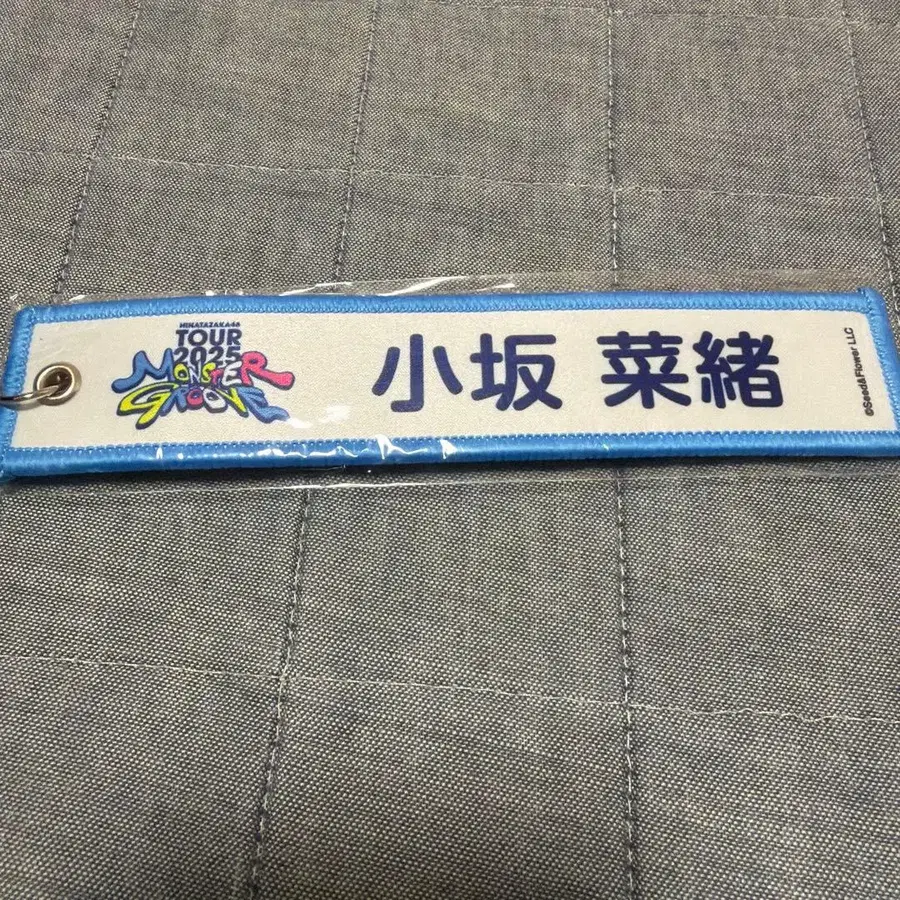 HINATAZAKA46
TOUR
2025
MONSTER
GROOVE
小坂 菜緒
©Seed&Flower LLC